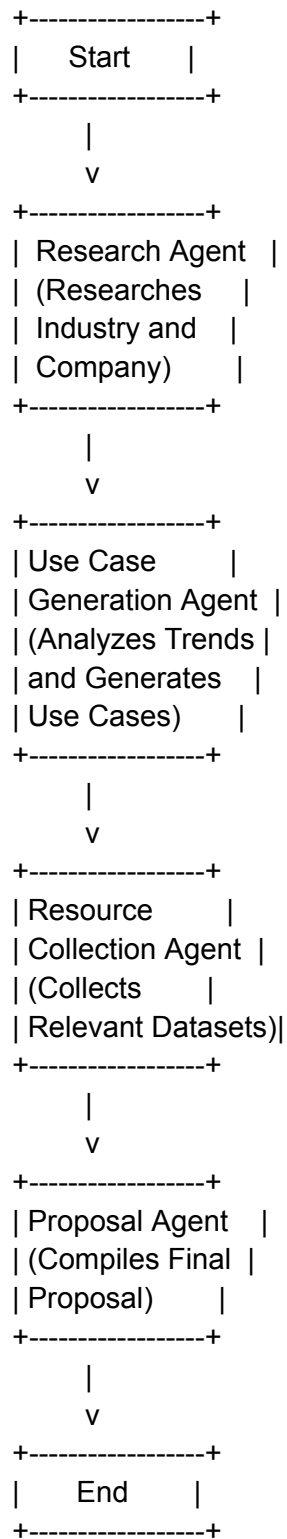 +------------------+
| Start |
+------------------+
|
v
+------------------+
| Research Agent |
| (Researches |
| Industry and |
| Company) |
+------------------+
|
v
+------------------+
| Use Case |
| Generation Agent |
| (Analyzes Trends |
| and Generates |
| Use Cases) |
+------------------+
|
v
+------------------+
| Resource |
| Collection Agent |
| (Collects |
| Relevant Datasets)|
+------------------+
|
v
+------------------+
| Proposal Agent |
| (Compiles Final |
| Proposal) |
+------------------+
|
v
+------------------+
| End |
+------------------+